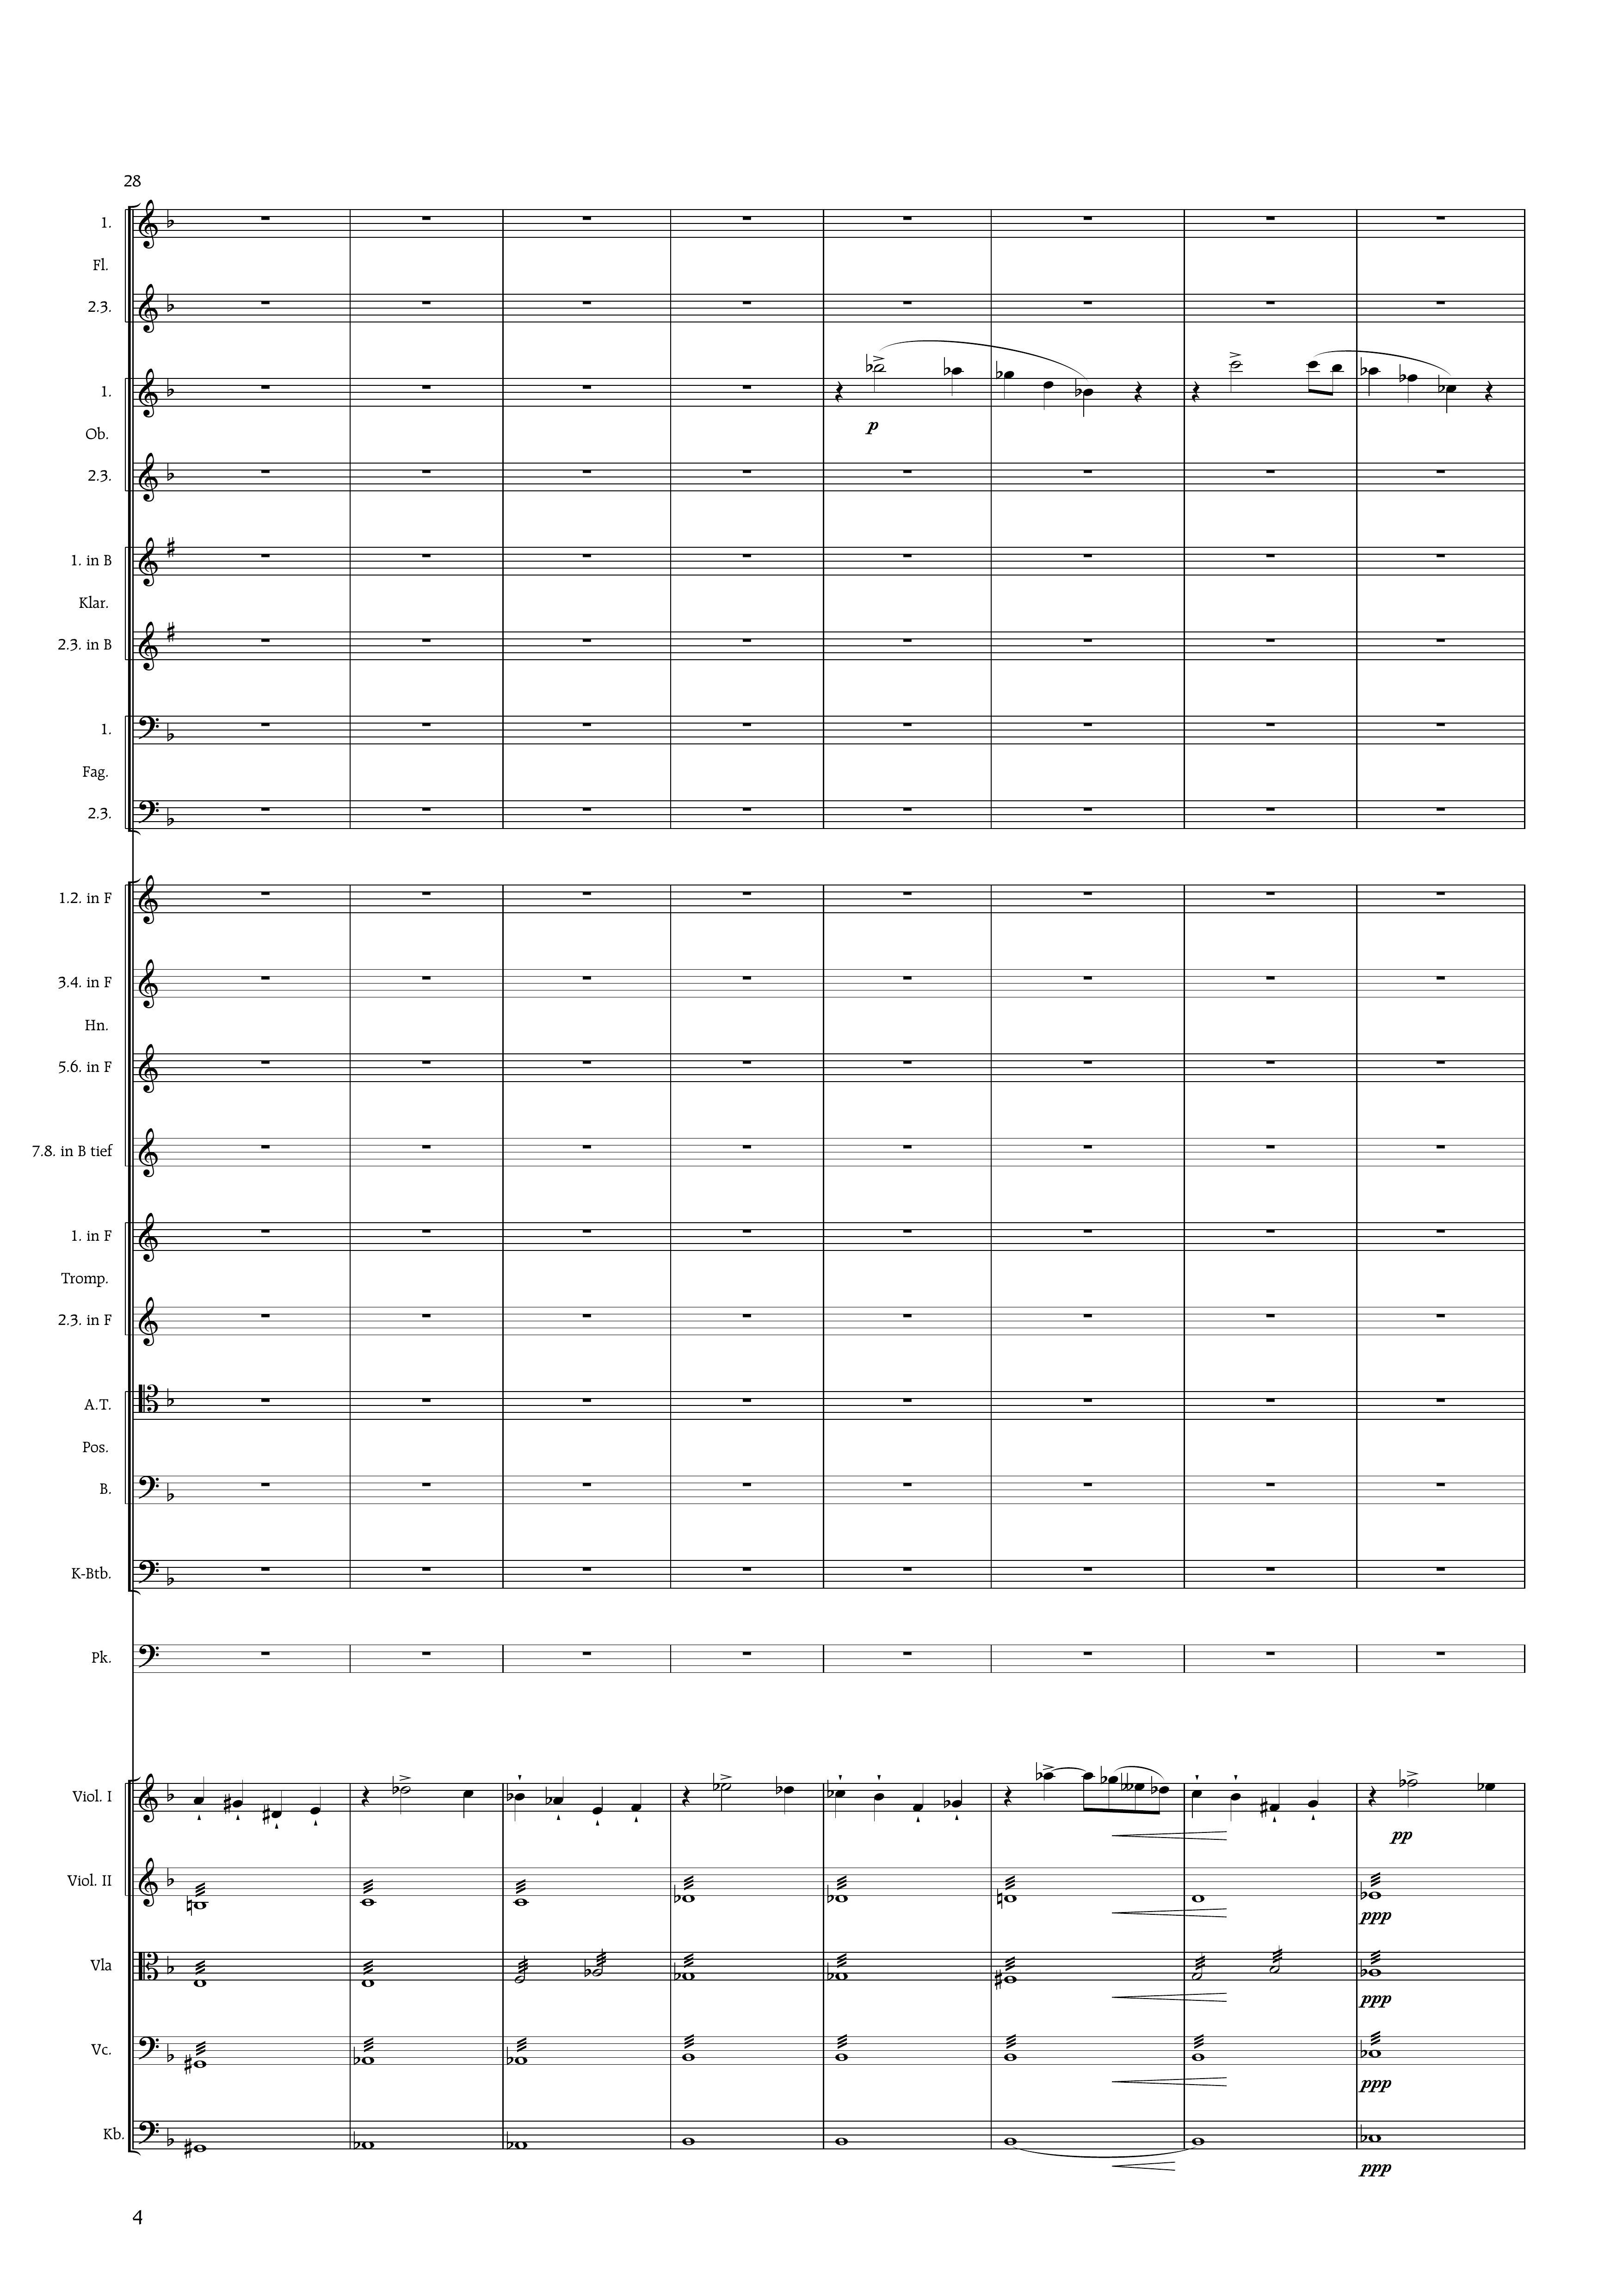 28
1.
Fl.
2.3.
1.
p
Ob.
2.3.
1. in B
Klar.
2.3. in B
1.
Fag.
2.3.
1.2. in F
3.4. in F
Hn.
5.6. in F
7.8. in B tief
1. in F
Tromp.
2.3. in F
A.T.
Pos.
B.
K-Btb.
Pk.
Viol. I
pp
Viol. II
ppp
Vla
ppp
Vc.
ppp
Kb.
ppp
4